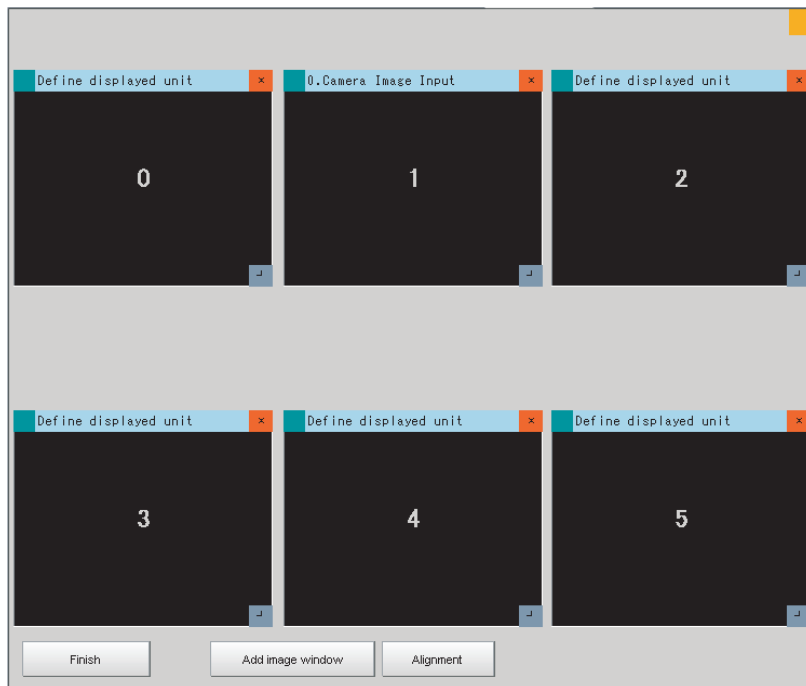 Define displayed unit ×
0.Camera Image Input ×
Define displayed unit ×
0
1
2
Define displayed unit ×
Define displayed unit ×
Define displayed unit ×
3
4
5
Finish
Add image window
Alignment